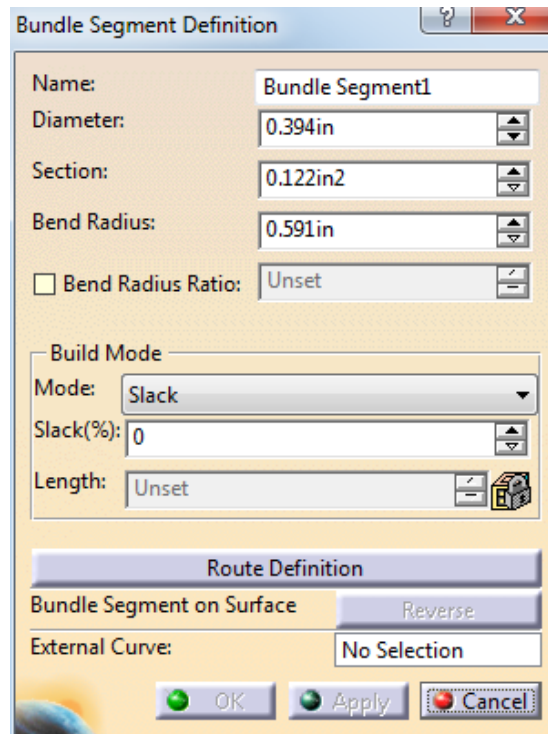 Bundle Segment Definition
Name: Bundle Segment1
Diameter: 0.394in
Section: 0.122in2
Bend Radius: 0.591in
Bend Radius Ratio: Unset
Build Mode
Mode: Slack
Slack(%): 0
Length: Unset
Route Definition
Bundle Segment on Surface Reverse
External Curve: No Selection
OK Apply Cancel